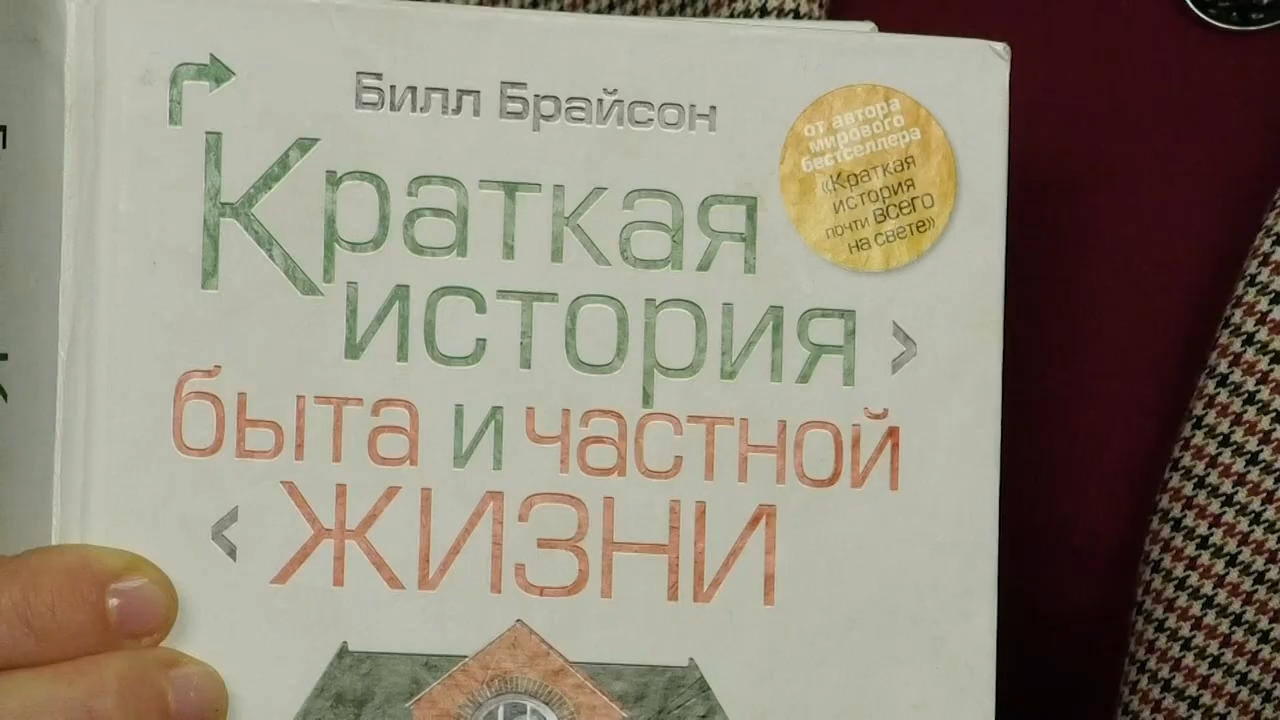 Билл Брайсон
от автора
мирового
бестселлера
«Краткая
история
почти ВСЕГО
на свете»
Краткая
история
быта и частной
ЖИЗНИ